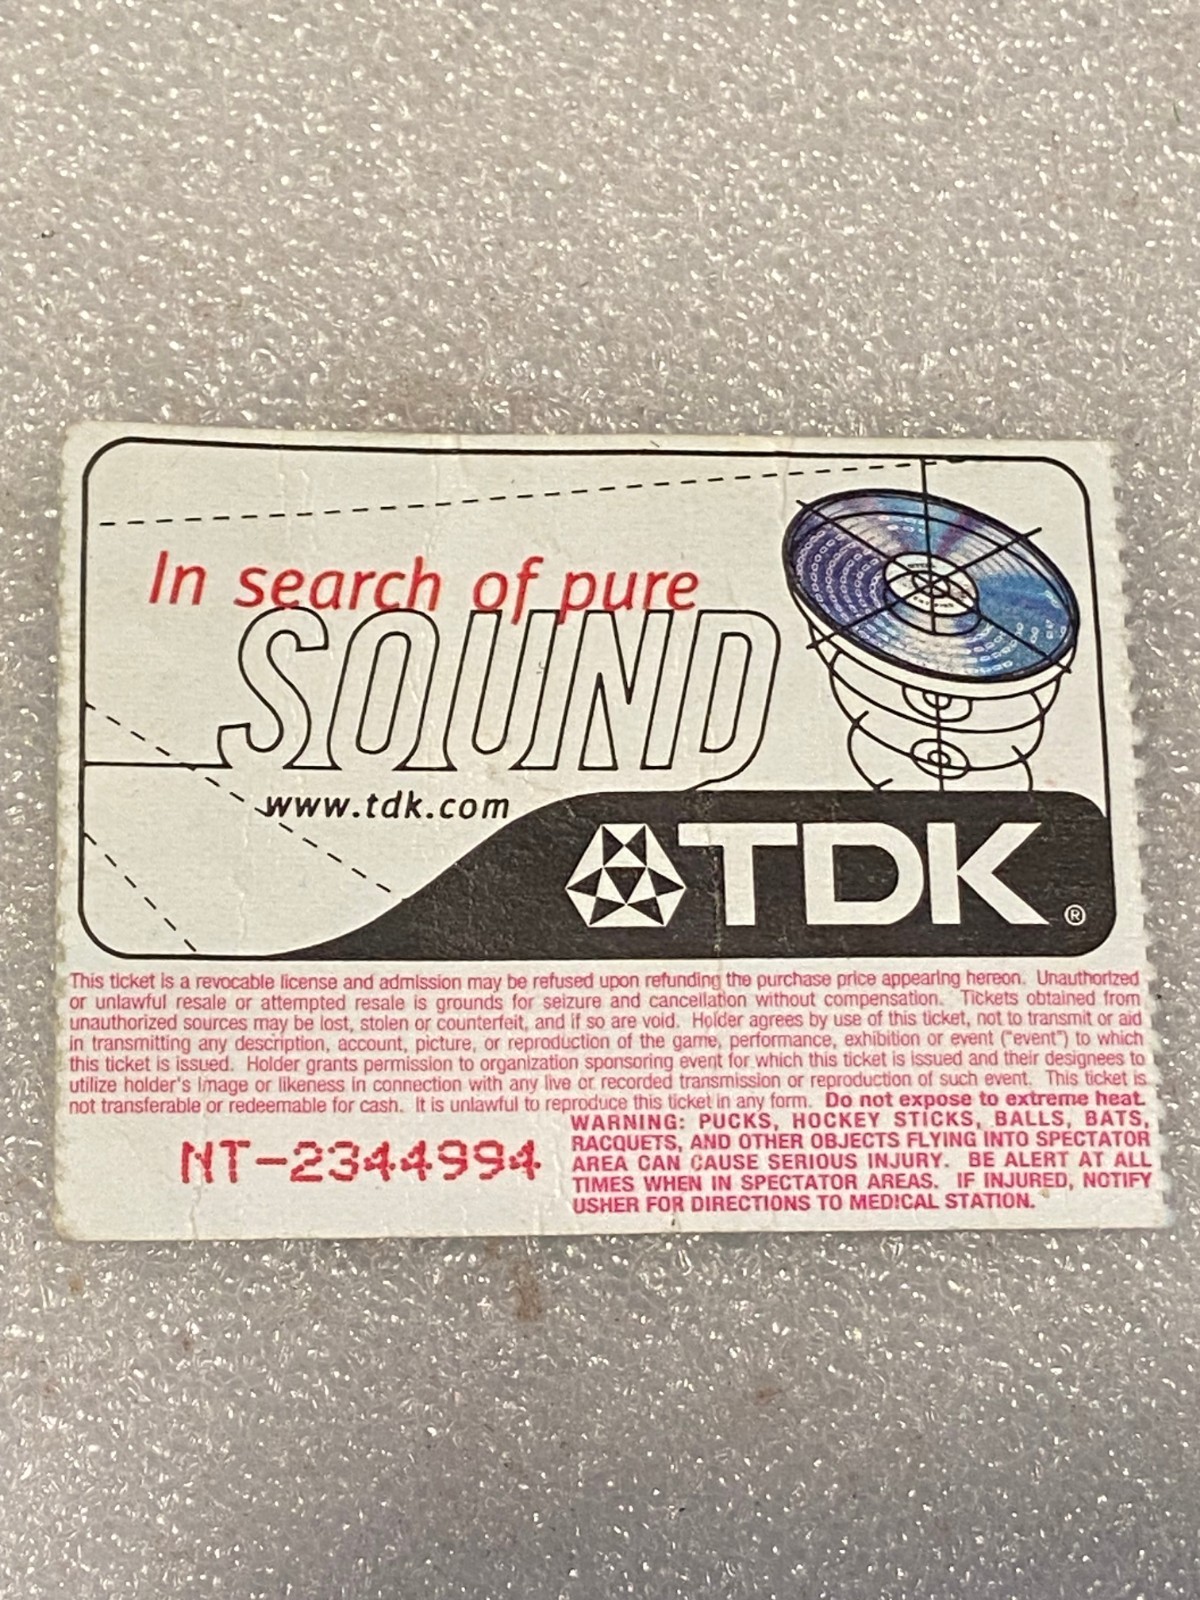 In search of pure
SOUND
www.tdk.com
TDK®
This ticket is a revocable license and admission may be refused upon refunding the purchase price appearing hereon. Unauthorized
or unlawful resale or attempted resale is grounds for seizure and cancellation without compensation. Tickets obtained from
unauthorized sources may be lost, stolen or counterfeit, and if so are void. Holder agrees by use of this ticket, not to transmit or aid
in transmitting any description, account, picture, or reproduction of the game, performance, exhibition or event ("event") to which
this ticket is issued. Holder grants permission to organization sponsoring event for which this ticket is issued and their designees to
utilize holder's image or likeness in connection with any live or recorded transmission or reproduction of such event. This ticket is
not transferable or redeemable for cash. It is unlawful to reproduce this ticket in any form. Do not expose to extreme heat.
WARNING: PUCKS, HOCKEY STICKS, BALLS, BATS,
RACQUETS, AND OTHER OBJECTS FLYING INTO SPECTATOR
AREA CAN CAUSE SERIOUS INJURY. BE ALERT AT ALL
TIMES WHEN IN SPECTATOR AREAS. IF INJURED, NOTIFY
USHER FOR DIRECTIONS TO MEDICAL STATION.
NT-2344994